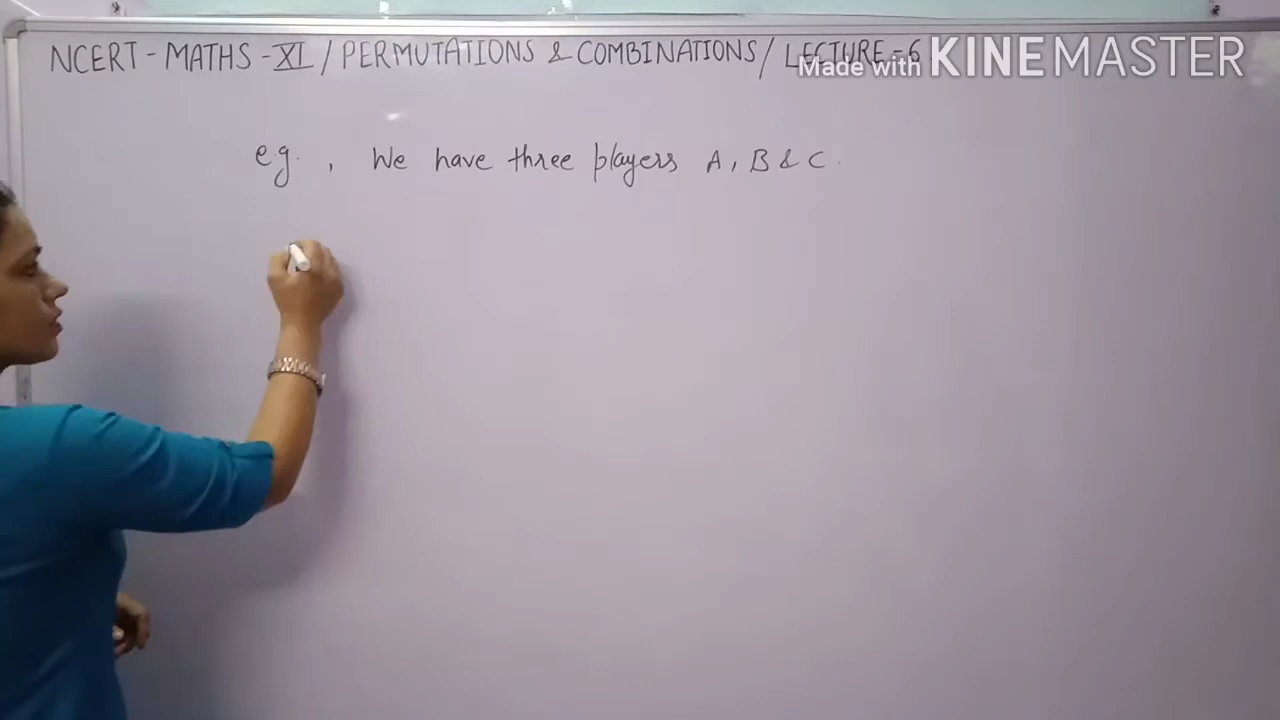 NCERT - MATHS - XI / PERMUTATIONS & COMBINATIONS / LECTURE - 6
Made with KINEMASTER
e.g. , We have three players A, B & C.